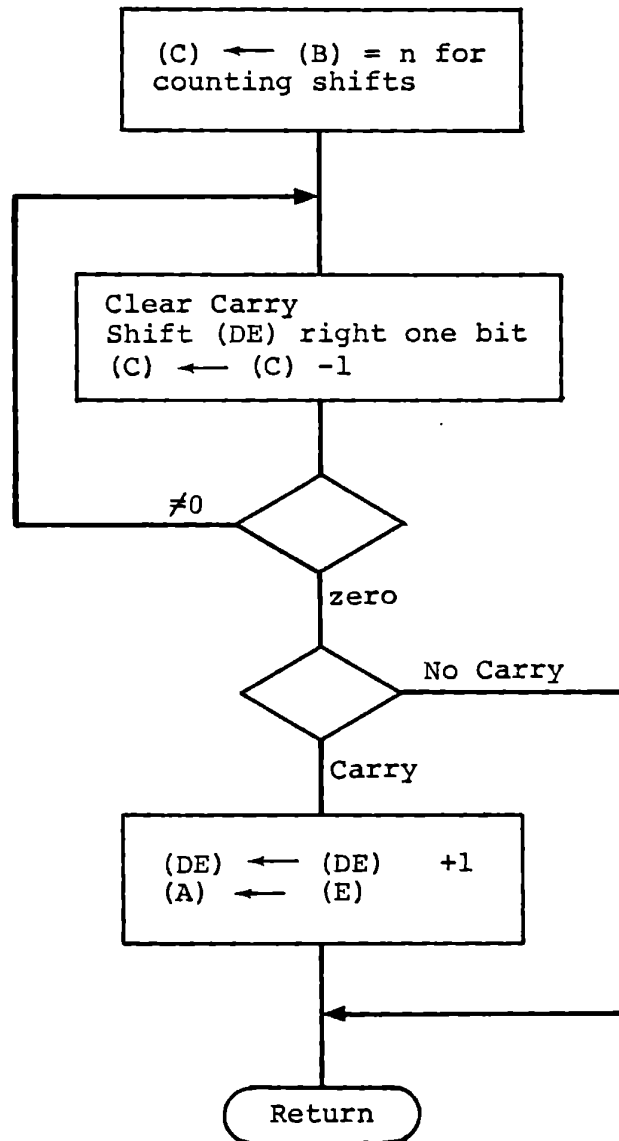 (C) ← (B) = n for
counting shifts
Clear Carry
Shift (DE) right one bit
(C) ← (C) -1
≠0
zero
No Carry
Carry
(DE) ← (DE) +1
(A) ← (E)
Return